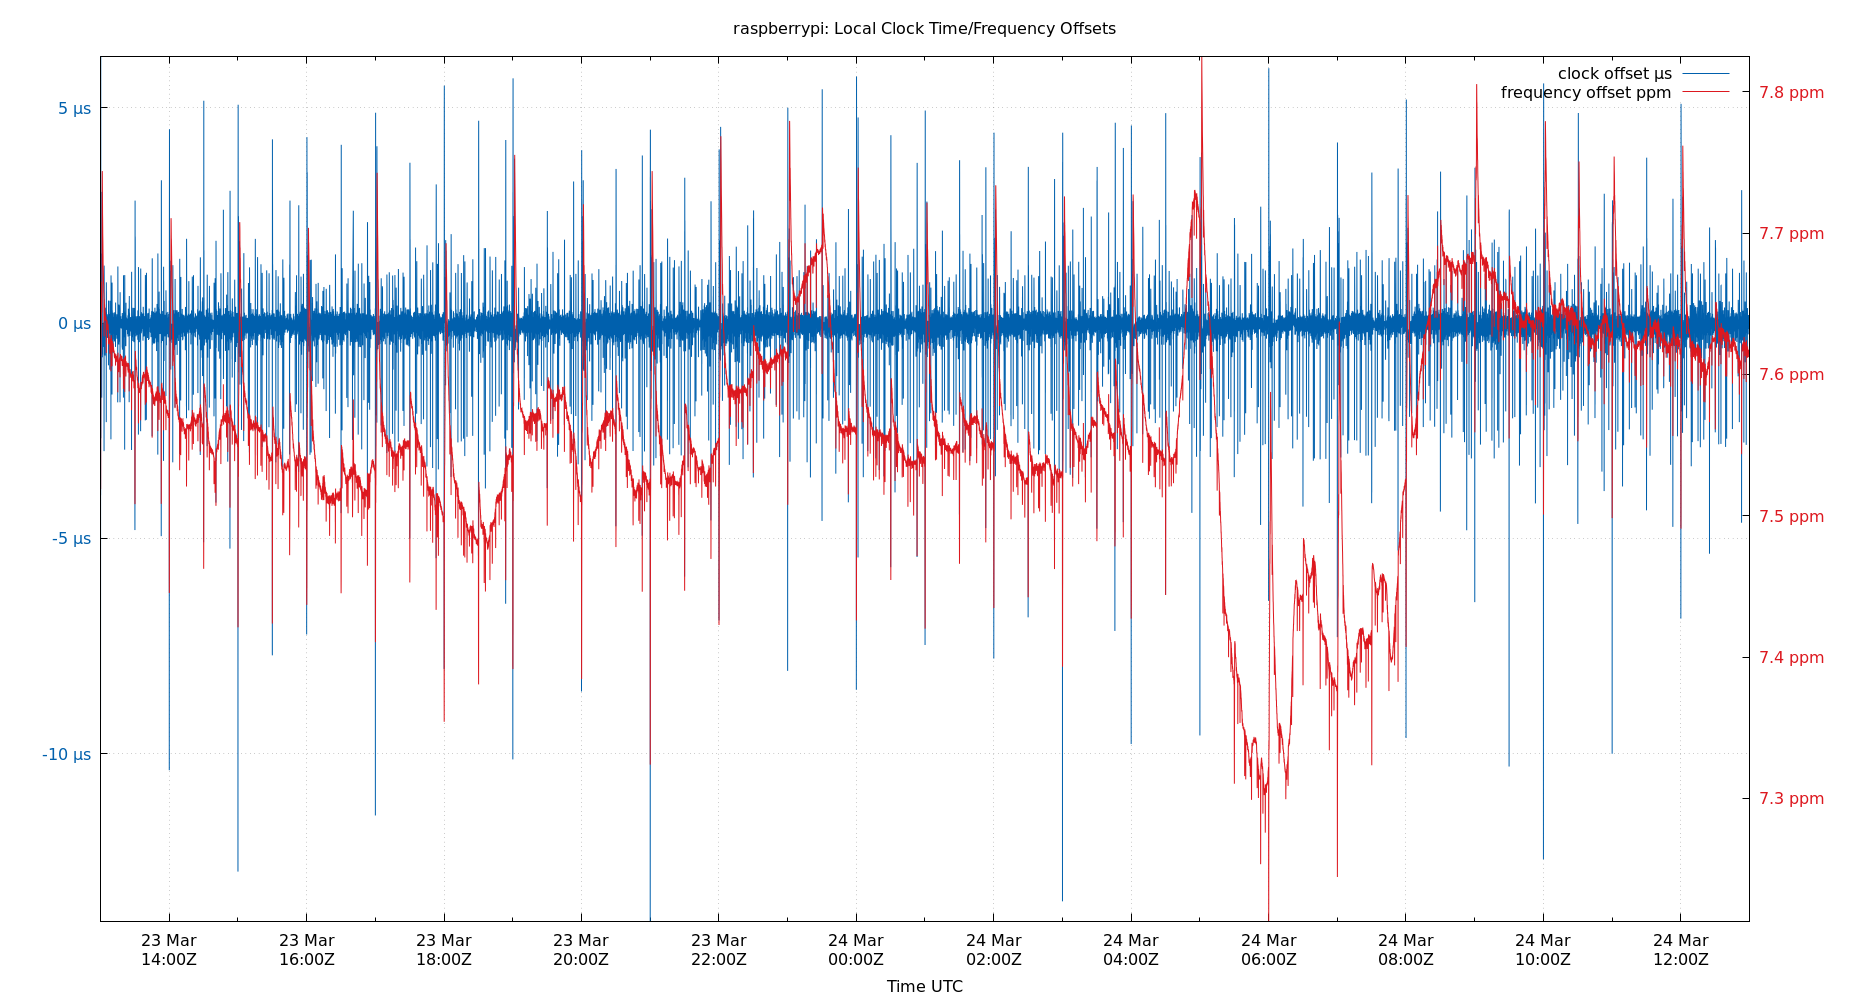 raspberrypi: Local Clock Time/Frequency Offsets
clock offset µs
frequency offset ppm
5 µs
0 µs
-5 µs
-10 µs
7.8 ppm
7.7 ppm
7.6 ppm
7.5 ppm
7.4 ppm
7.3 ppm
23 Mar 23 Mar 23 Mar 23 Mar 23 Mar 24 Mar 24 Mar 24 Mar 24 Mar 24 Mar 24 Mar 24 Mar
14:00Z 16:00Z 18:00Z 20:00Z 22:00Z 00:00Z 02:00Z 04:00Z 06:00Z 08:00Z 10:00Z 12:00Z
Time UTC